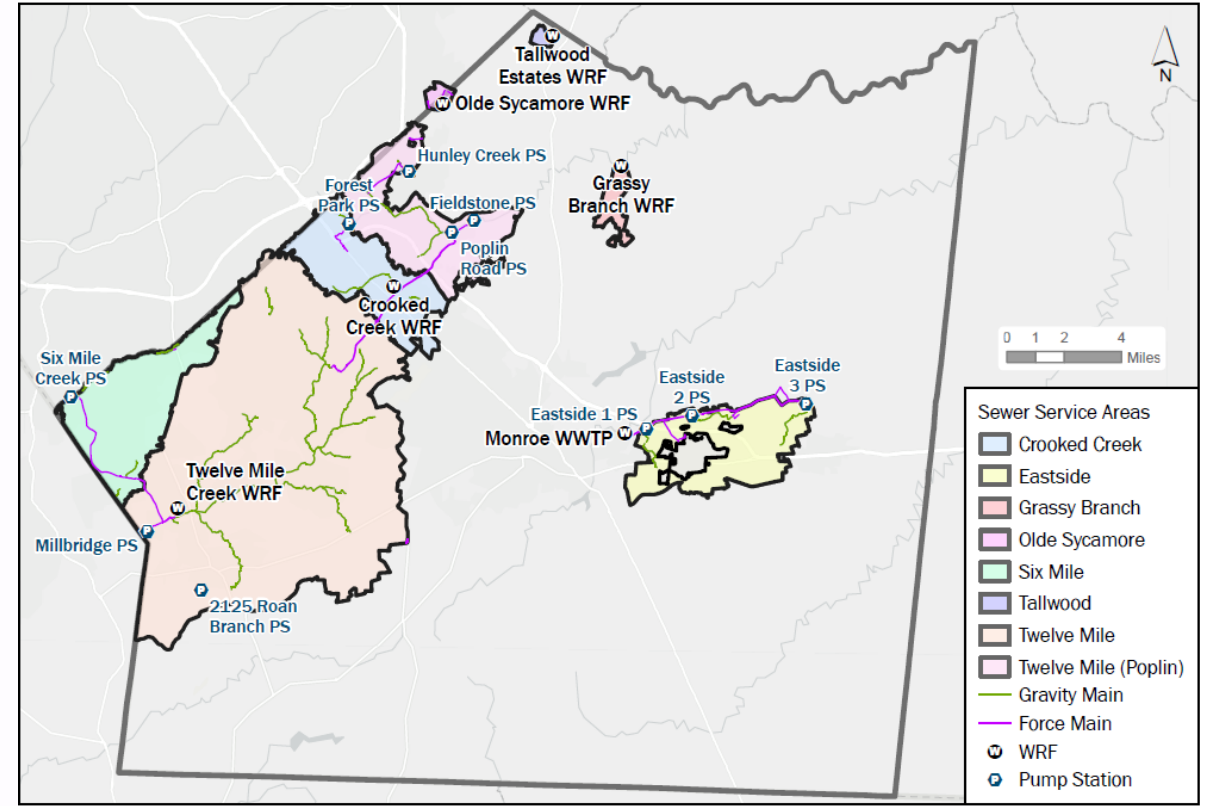 N
Tallwood
Estates WRF
Olde Sycamore WRF
Hunley Creek PS
Grassy
Branch WRF
Forest
Park PS
Fieldstone PS
Poplin
Road PS
Crooked
Creek WRF
0 1 2 4
Miles
Six Mile
Creek PS
Eastside
3 PS
Eastside
2 PS
Eastside 1 PS
Monroe WWTP
Twelve Mile
Creek WRF
Millbridge PS
2125 Roan
Branch PS
Sewer Service Areas
Crooked Creek
Eastside
Grassy Branch
Olde Sycamore
Six Mile
Tallwood
Twelve Mile
Twelve Mile (Poplin)
Gravity Main
Force Main
W WRF
P Pump Station